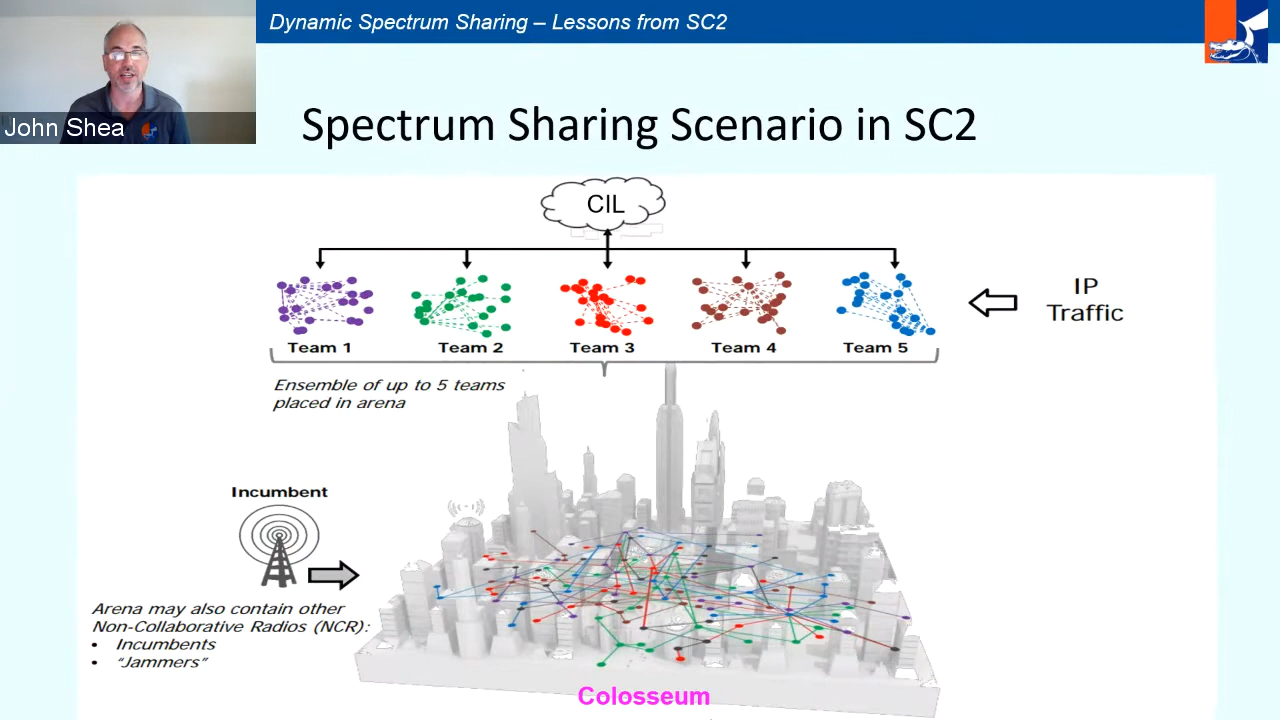 Dynamic Spectrum Sharing – Lessons from SC2
John Shea
Spectrum Sharing Scenario in SC2
CIL
IP
Traffic
Team 1
Team 2
Team 3
Team 4
Team 5
Ensemble of up to 5 teams
placed in arena
Incumbent
Arena may also contain other
Non-Collaborative Radios (NCR):
• Incumbents
• “Jammers”
Colosseum